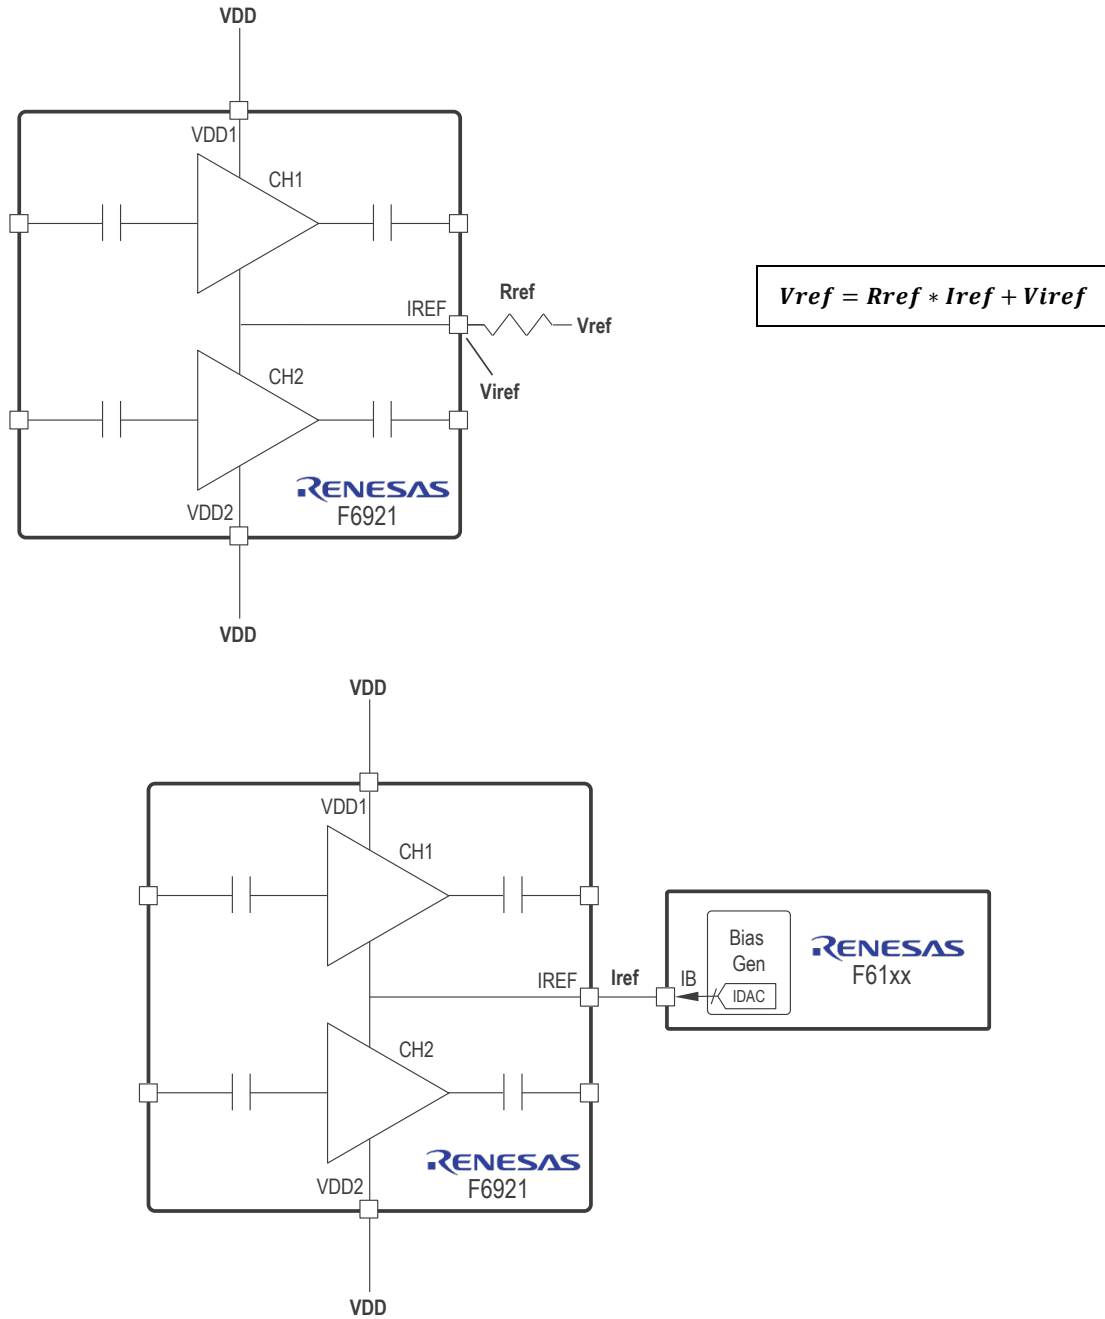 VDD
VDD1
CH1
IREF
Rref
Vref
Vref = Rref * Iref + Viref
Viref
CH2
RENESAS
F6921
VDD2
VDD
VDD
VDD1
CH1
Bias
Gen
IDAC
RENESAS
F61xx
IREF
Iref
IB
CH2
RENESAS
F6921
VDD2
VDD